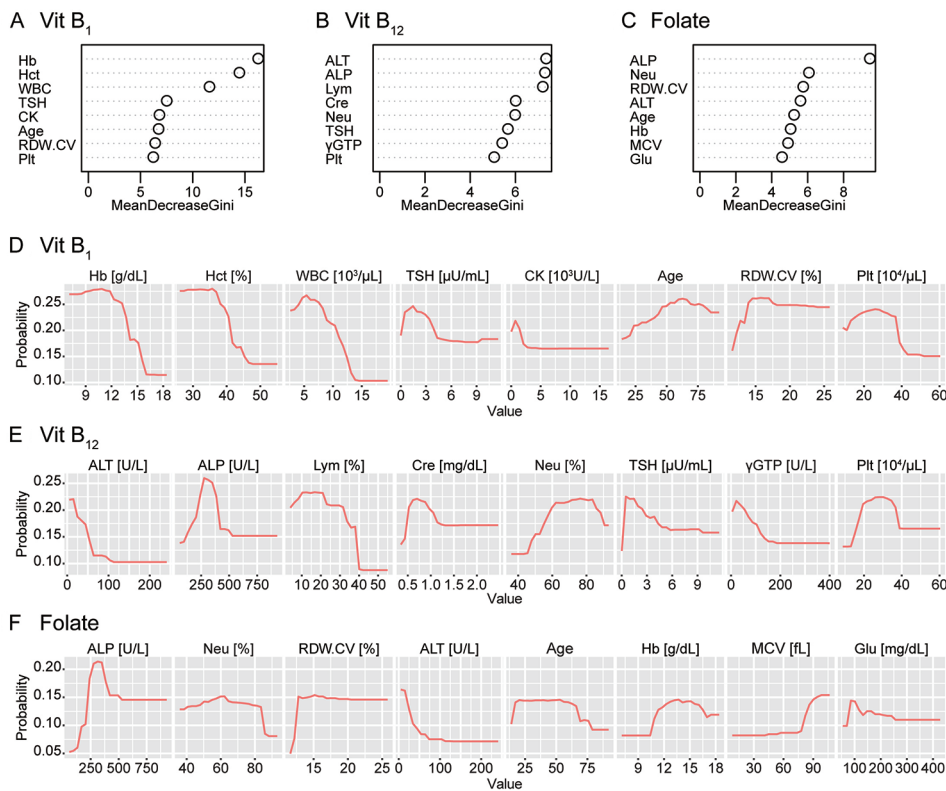 A Vit B1
B Vit B12
C Folate
Hb
Hct
WBC
TSH
CK
Age
RDW.CV
Plt
0 5 10 15
MeanDecreaseGini
ALT
ALP
Lym
Cre
Neu
TSH
γGTP
Plt
0 2 4 6
MeanDecreaseGini
ALP
Neu
RDW.CV
ALT
Age
Hb
MCV
Glu
0 2 4 6 8
MeanDecreaseGini
D Vit B1
Hb [g/dL] Hct [%] WBC [10³/µL] TSH [µU/mL] CK [10³U/L] Age RDW.CV [%] Plt [10⁴/µL]
Probability
0.25
0.20
0.15
0.10
9 12 15 18 30 40 50 5 10 15 0 3 6 9 0 5 10 15 25 50 75 15 20 25 20 40 60
Value
E Vit B12
ALT [U/L] ALP [U/L] Lym [%] Cre [mg/dL] Neu [%] TSH [µU/mL] γGTP [U/L] Plt [10⁴/µL]
Probability
0.25
0.20
0.15
0.10
0 100 200 250 500 750 10 20 30 40 50 0.5 1.0 1.5 2.0 40 60 80 0 3 6 9 0 200 400 20 40 60
Value
F Folate
ALP [U/L] Neu [%] RDW.CV [%] ALT [U/L] Age Hb [g/dL] MCV [fL] Glu [mg/dL]
Probability
0.20
0.15
0.10
0.05
250 500 750 40 60 80 15 20 25 0 100 200 25 50 75 9 12 15 18 30 60 90 100 200 300 400
Value